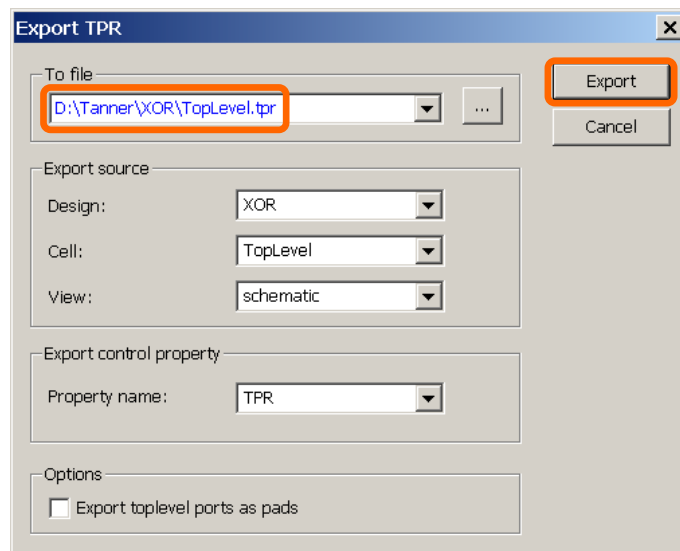 Export TPR
To file
D:\Tanner\XOR\TopLevel.tpr
...
Export
Cancel
Export source
Design: XOR
Cell: TopLevel
View: schematic
Export control property
Property name: TPR
Options
Export toplevel ports as pads